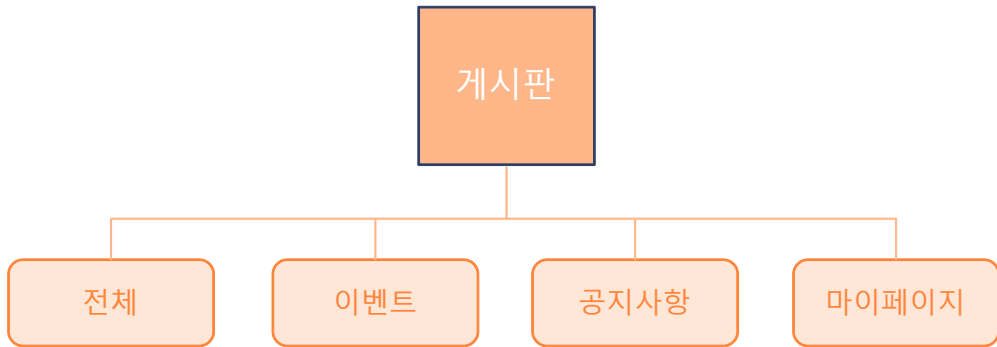 게시판
전체
이벤트
공지사항
마이페이지